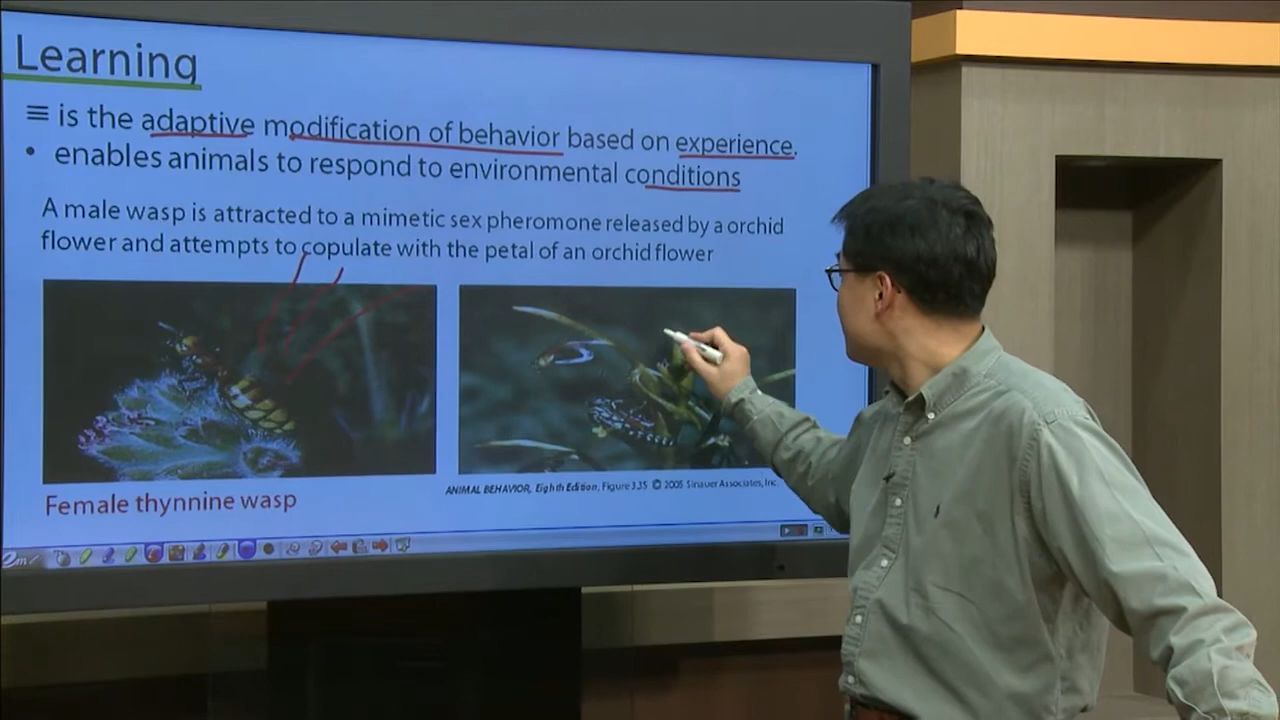 Learning
≡ is the adaptive modification of behavior based on experience.
• enables animals to respond to environmental conditions
A male wasp is attracted to a mimetic sex pheromone released by a orchid
flower and attempts to copulate with the petal of an orchid flower
ANIMAL BEHAVIOR, Eighth Edition, Figure 3.35 © 2005 Sinauer Associates, Inc.
Female thynnine wasp